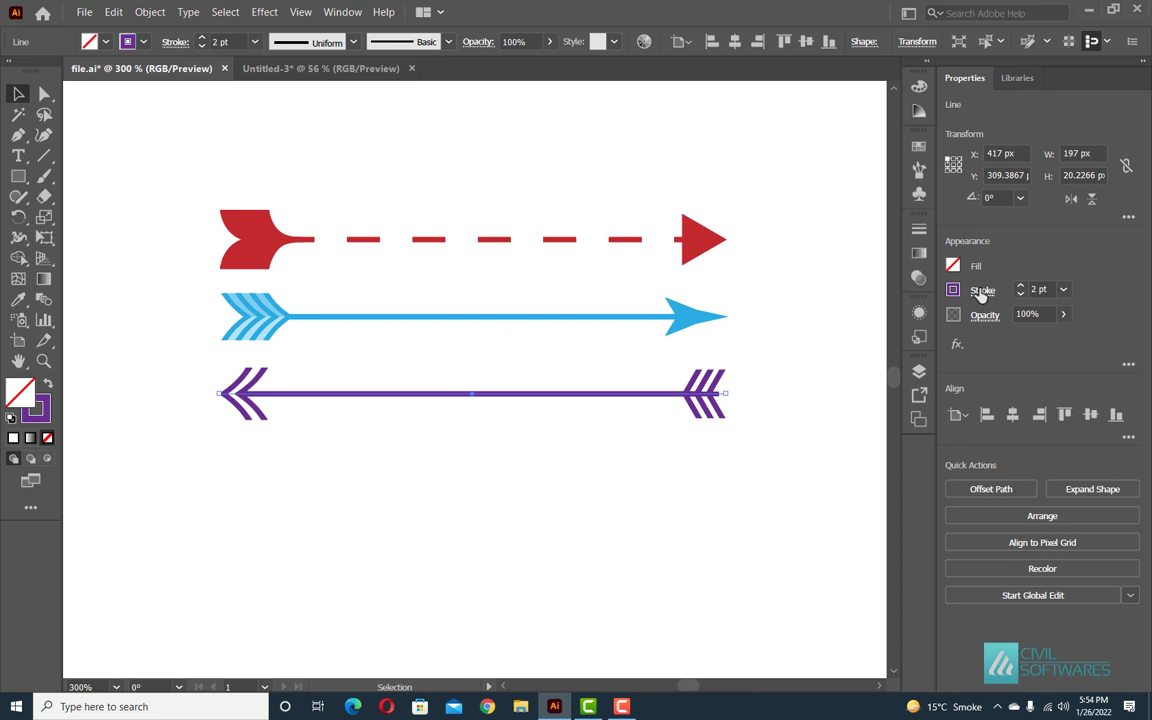 Ai File Edit Object Type Select Effect View Window Help Search Adobe Help
Line Stroke: 2 pt Uniform Basic Opacity: 100% Style: Shape: Transform
file.ai* @ 300 % (RGB/Preview) × Untitled-3* @ 56 % (RGB/Preview) ×
Properties Libraries
Line
Transform
X: 417 px W: 197 px
Y: 309.3867 p H: 20.2266 px
0°
Appearance
Fill
Stroke 2 pt
Opacity 100%
fx.
Align
Quick Actions
Offset Path Expand Shape
Arrange
Align to Pixel Grid
Recolor
Start Global Edit
CIVIL
SOFTWARES
300% 0° 1 Selection
Type here to search Ai 15°C Smoke 5:54 PM
1/26/2022